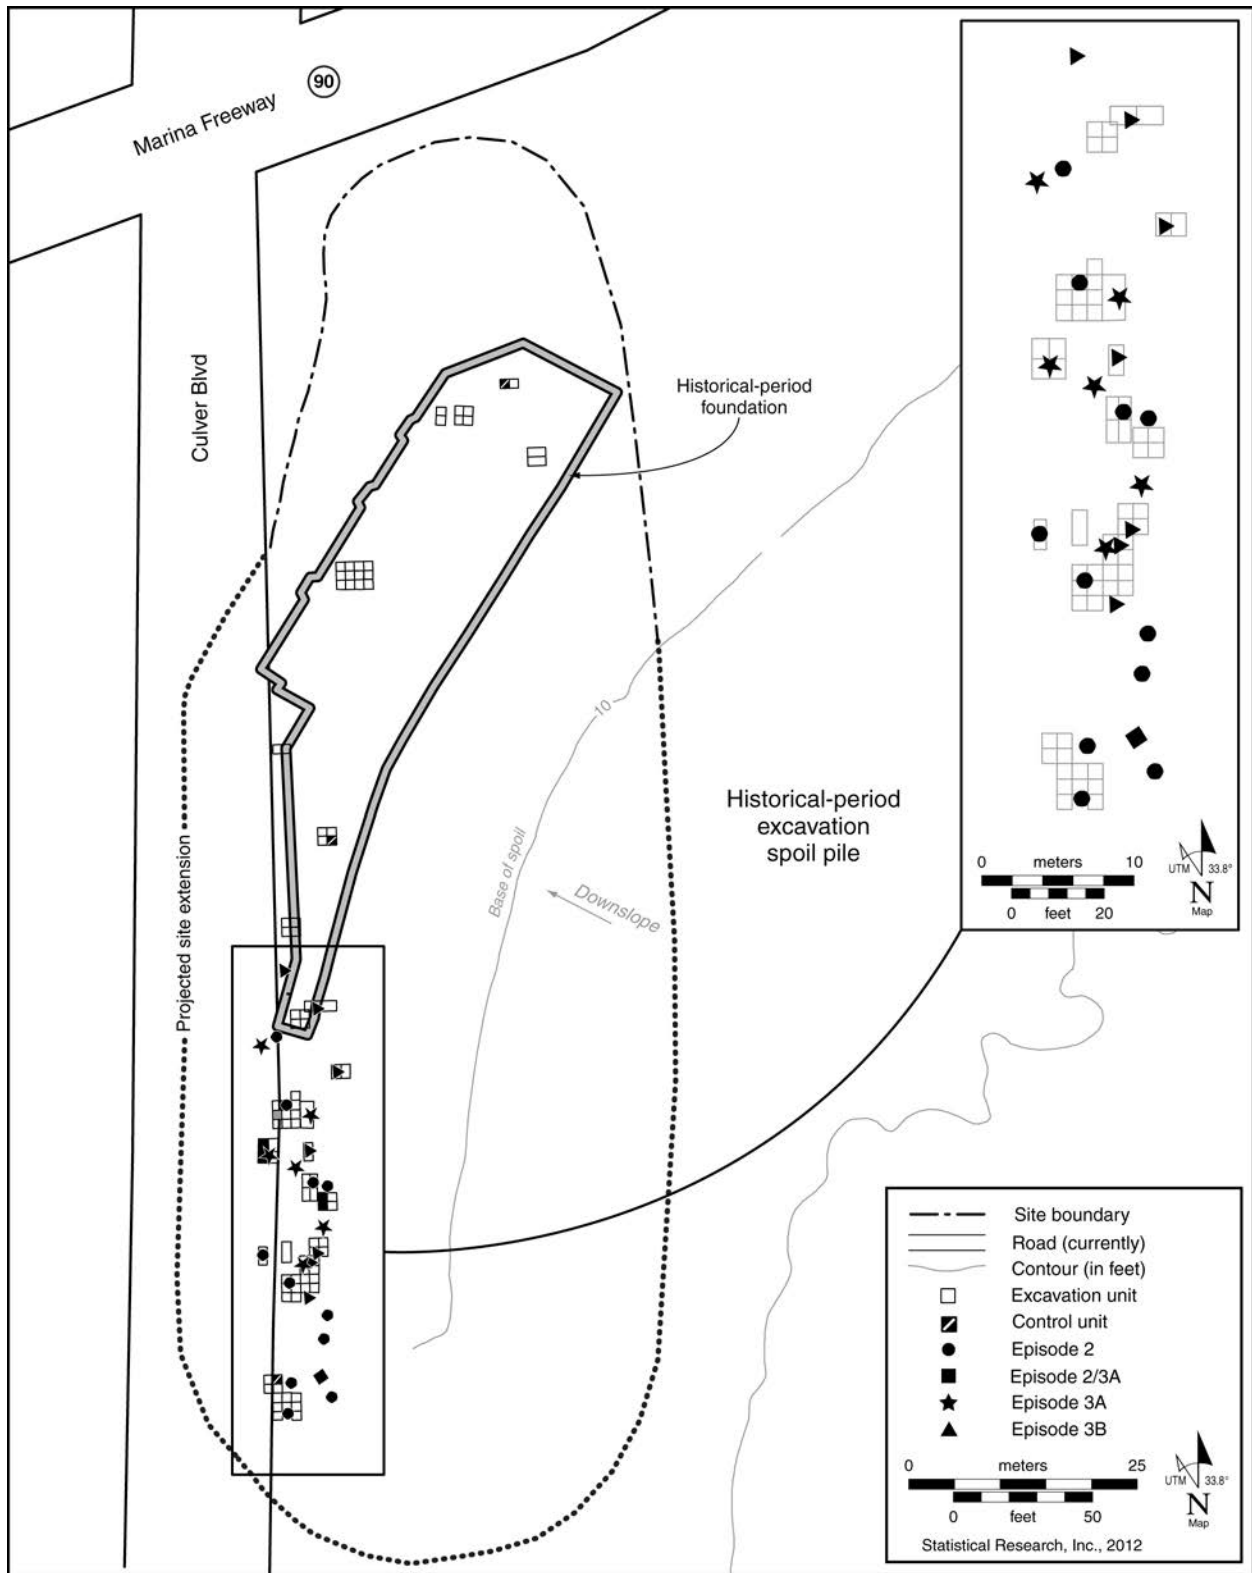 90
Marina Freeway
Culver Blvd
Historical-period
foundation
10
Projected site extension
Base of spoil
Downslope
Historical-period
excavation
spoil pile
0 meters 10
0 feet 20
UTM 33.8°
N
Map
Site boundary
Road (currently)
Contour (in feet)
Excavation unit
Control unit
Episode 2
Episode 2/3A
Episode 3A
Episode 3B
0 meters 25
0 feet 50
UTM 33.8°
N
Map
Statistical Research, Inc., 2012